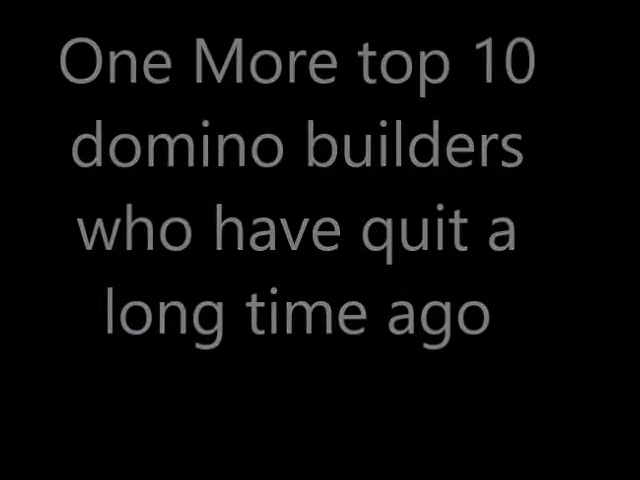 One More top 10
domino builders
who have quit a
long time ago